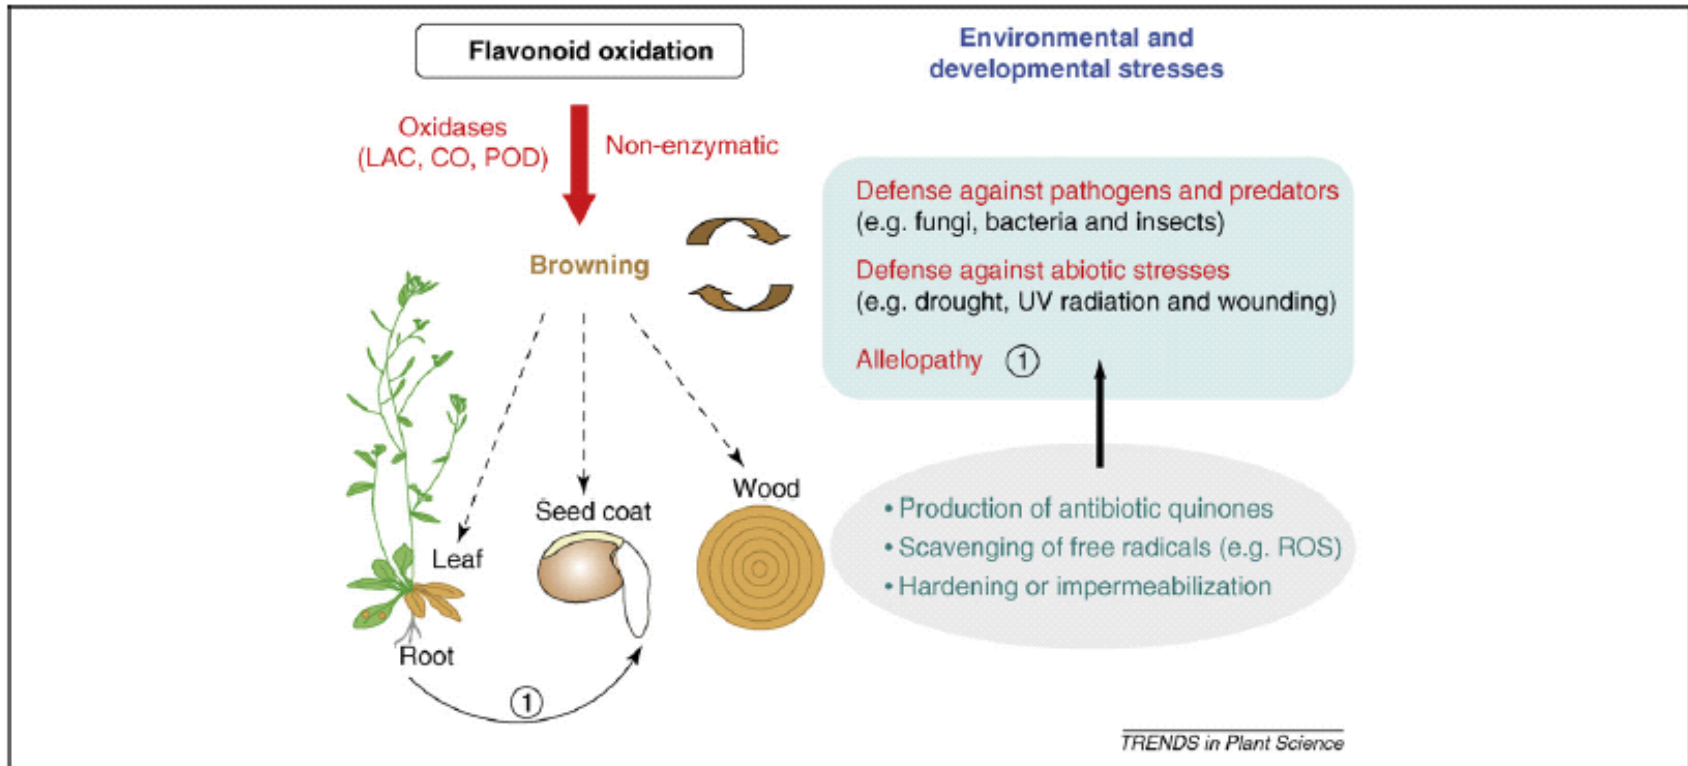 Flavonoid oxidation
Environmental and
developmental stresses
Oxidases
(LAC, CO, POD)
Non-enzymatic
Defense against pathogens and predators
(e.g. fungi, bacteria and insects)
Browning
Defense against abiotic stresses
(e.g. drought, UV radiation and wounding)
Allelopathy 1
Leaf
Seed coat
Wood
• Production of antibiotic quinones
• Scavenging of free radicals (e.g. ROS)
• Hardening or impermeabilization
Root
1
TRENDS in Plant Science